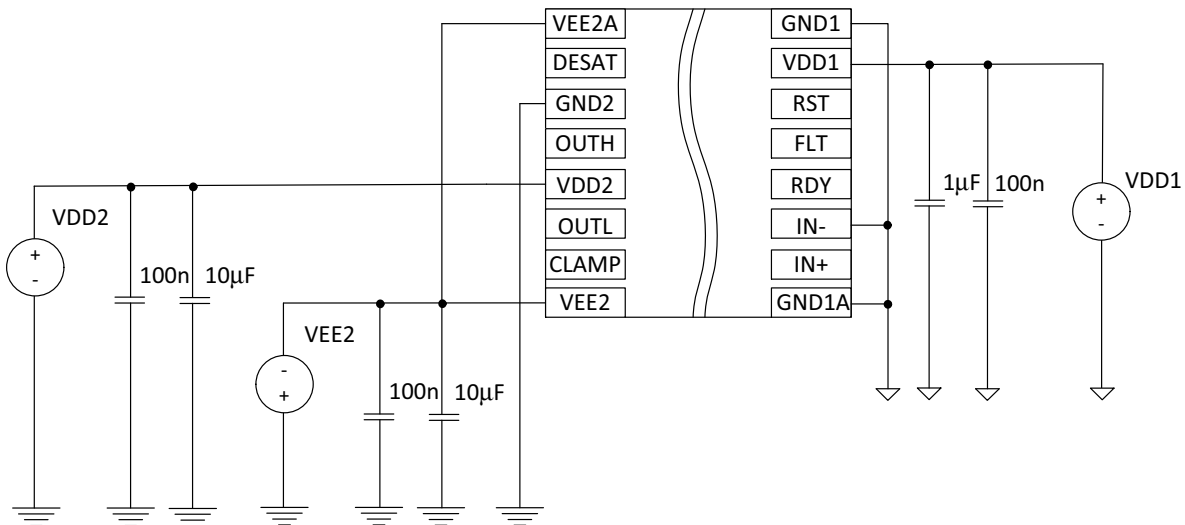 VEE2A
DESAT
GND2
OUTH
VDD2
OUTL
CLAMP
VEE2
GND1
VDD1
RST
FLT
RDY
IN-
IN+
GND1A
VDD2
+
-
100n
10μF
VEE2
-
+
100n
10μF
1μF
100n
VDD1
+
-